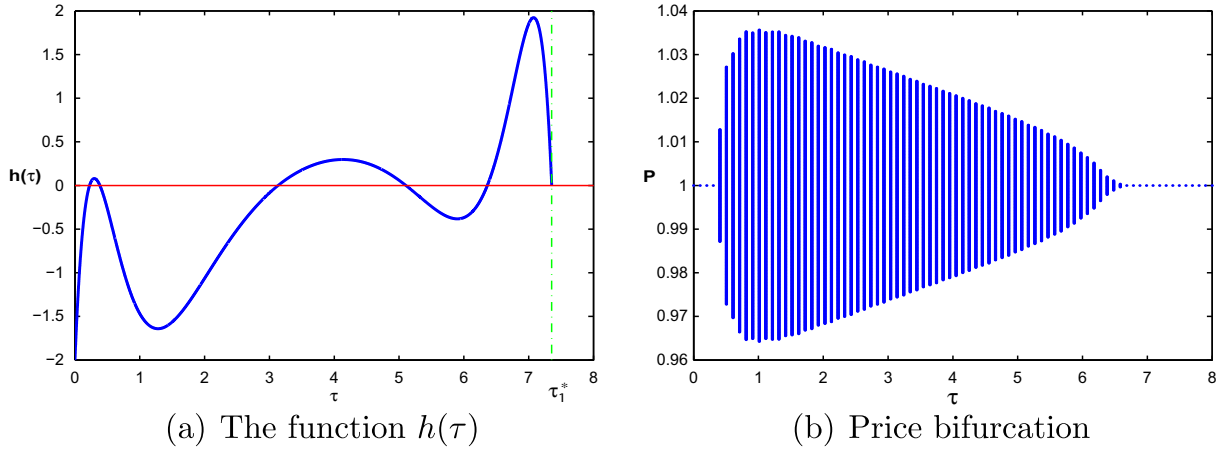 2
1.5
1
0.5
h(τ)
0
−0.5
−1
−1.5
−2
0 1 2 3 4 5 6 7 8
τ
τ₁*
(a) The function h(τ)
1.04
1.03
1.02
1.01
P
1
0.99
0.98
0.97
0.96
0 1 2 3 4 5 6 7 8
τ
(b) Price bifurcation